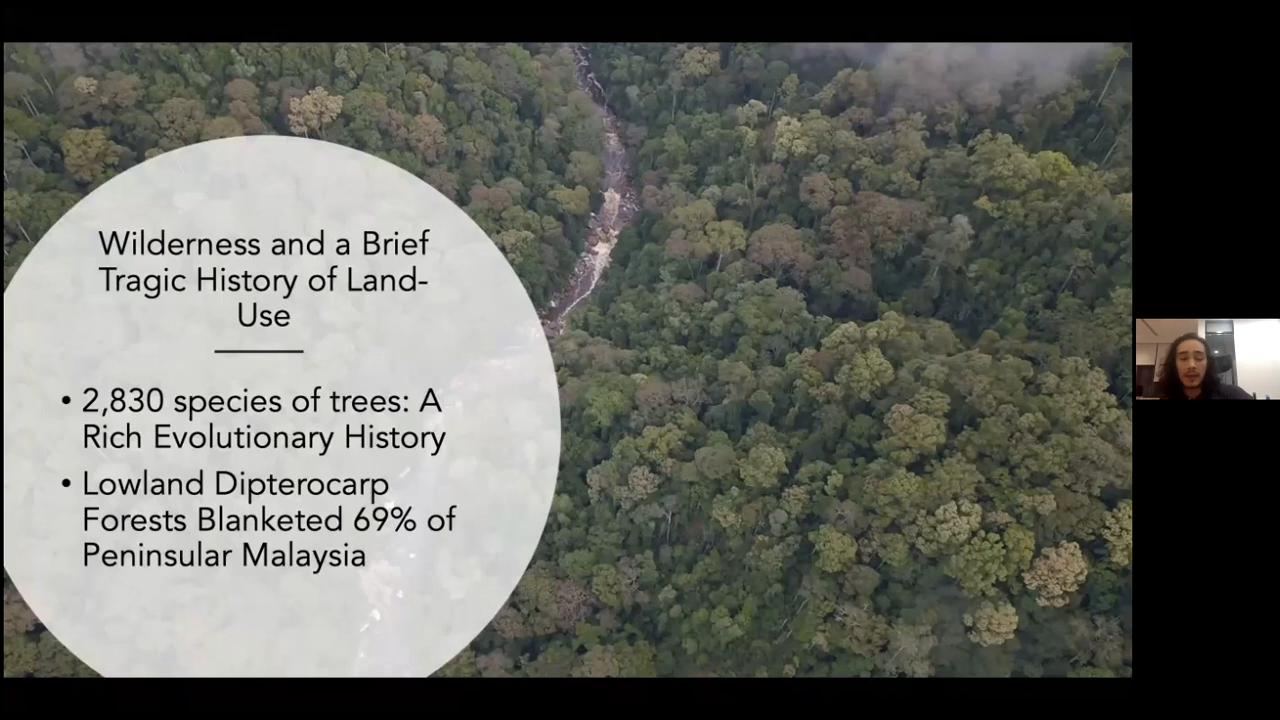 Wilderness and a Brief
Tragic History of Land-
Use
• 2,830 species of trees: A
Rich Evolutionary History
• Lowland Dipterocarp
Forests Blanketed 69% of
Peninsular Malaysia